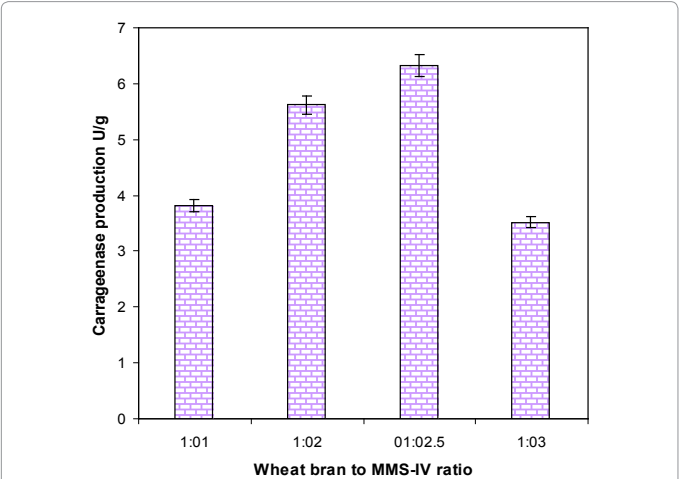 7
6
5
4
3
2
1
0
Carrageenase production U/g
1:01 1:02 01:02.5 1:03
Wheat bran to MMS-IV ratio